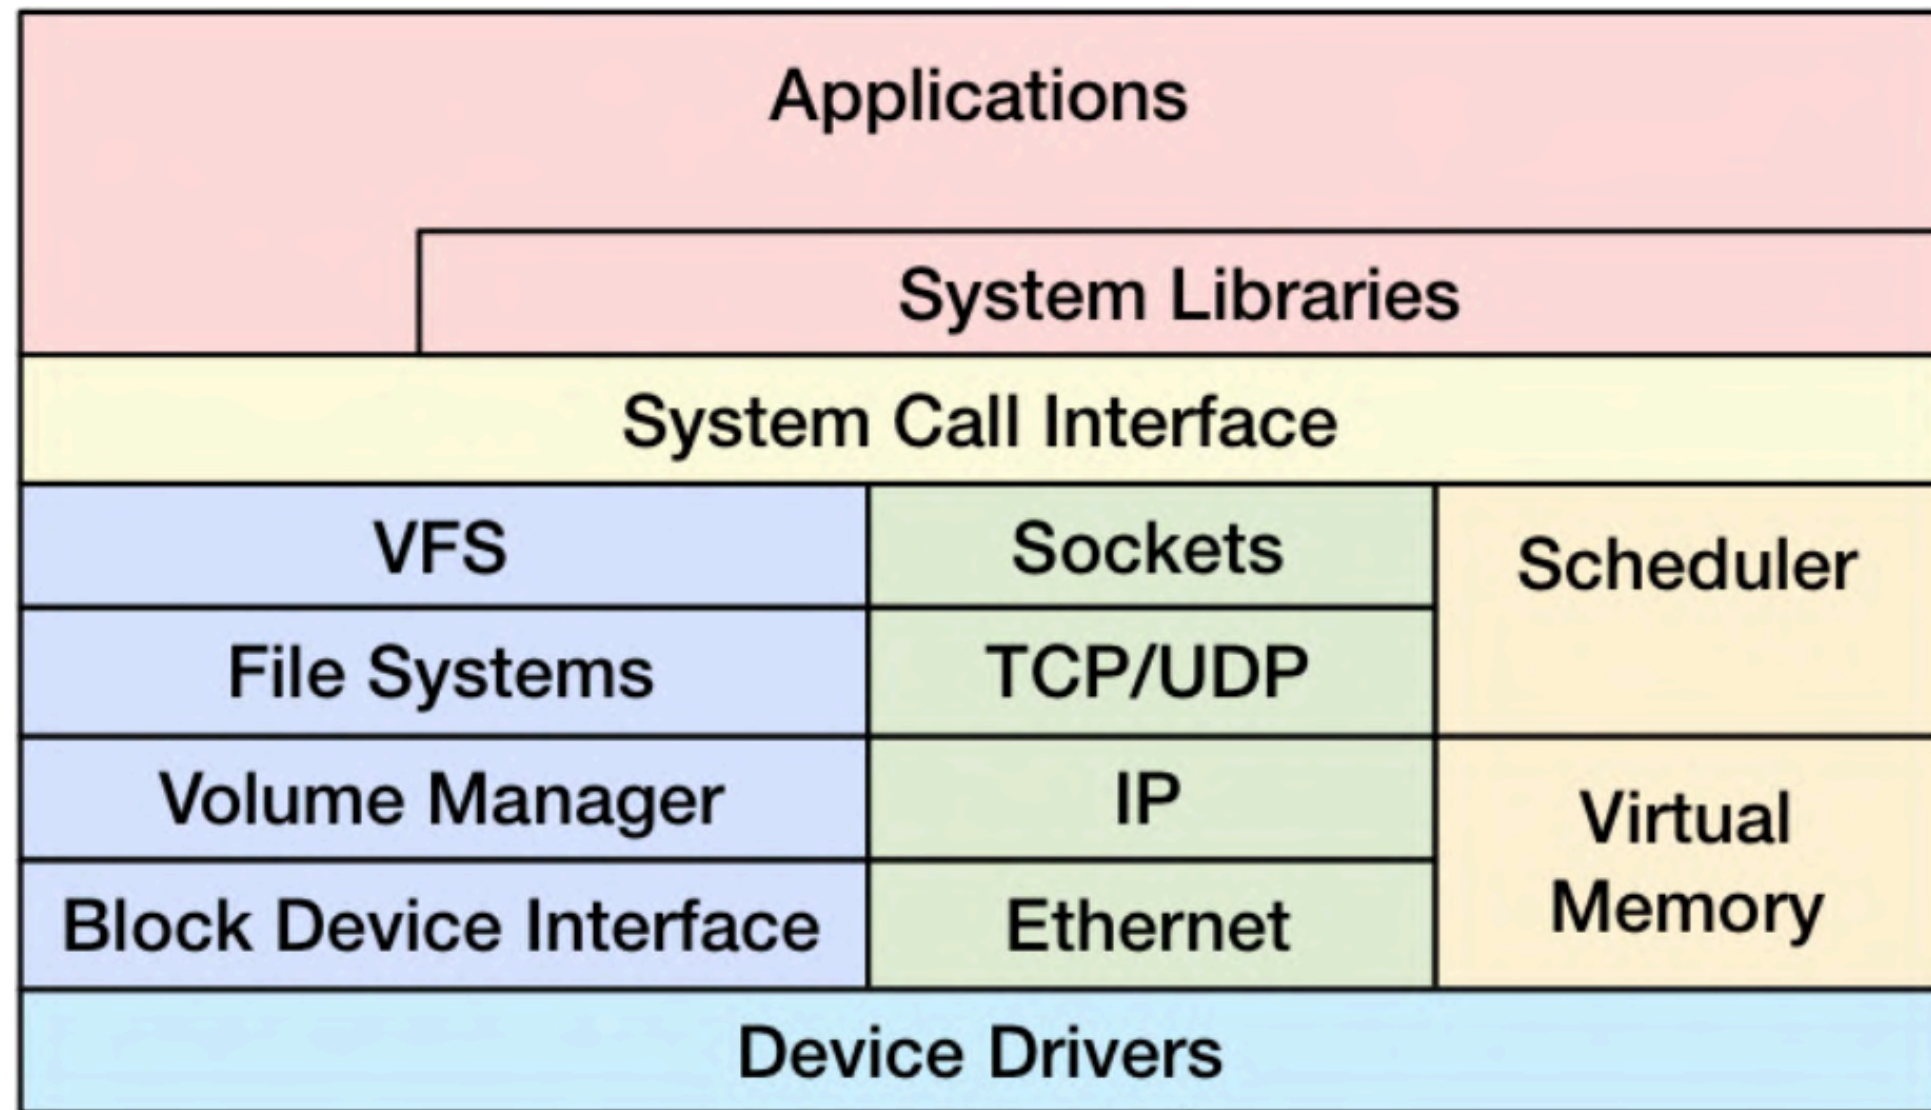 Applications
System Libraries
System Call Interface
VFS
Sockets
Scheduler
File Systems
TCP/UDP
Volume Manager
IP
Virtual
Memory
Block Device Interface
Ethernet
Device Drivers